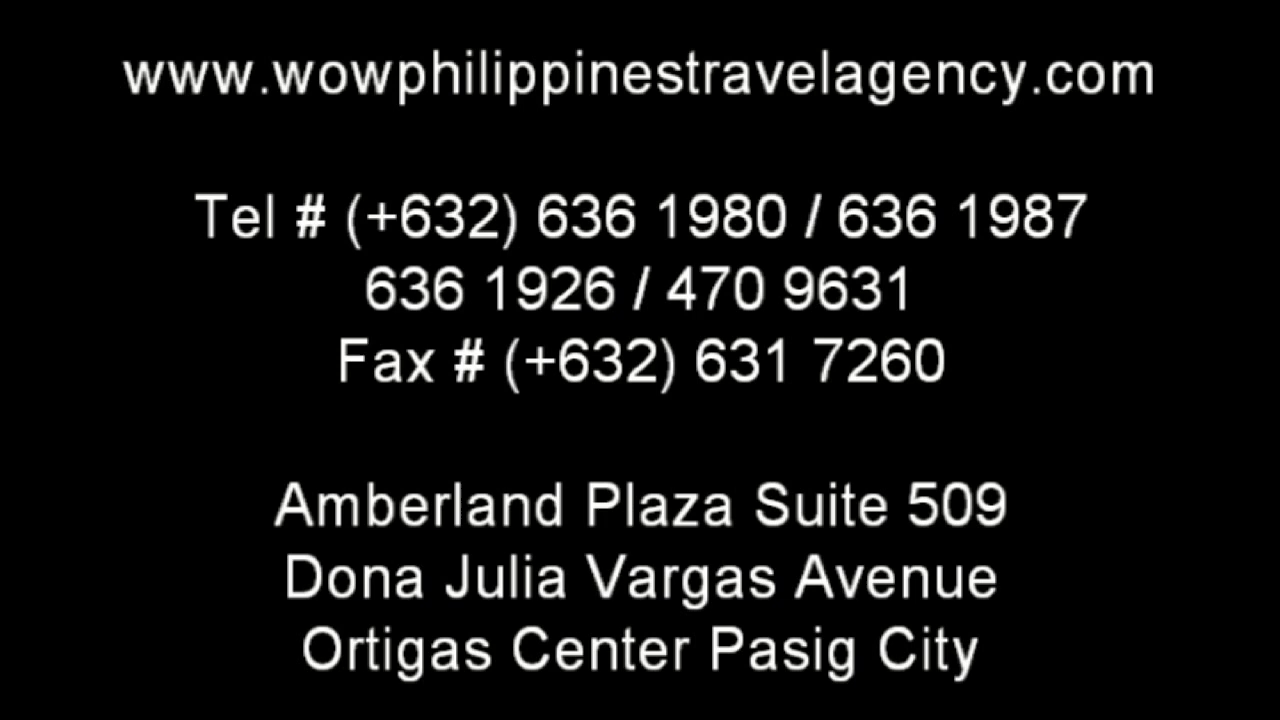 www.wowphilippinestravelagency.com
Tel # (+632) 636 1980 / 636 1987
636 1926 / 470 9631
Fax # (+632) 631 7260
Amberland Plaza Suite 509
Dona Julia Vargas Avenue
Ortigas Center Pasig City